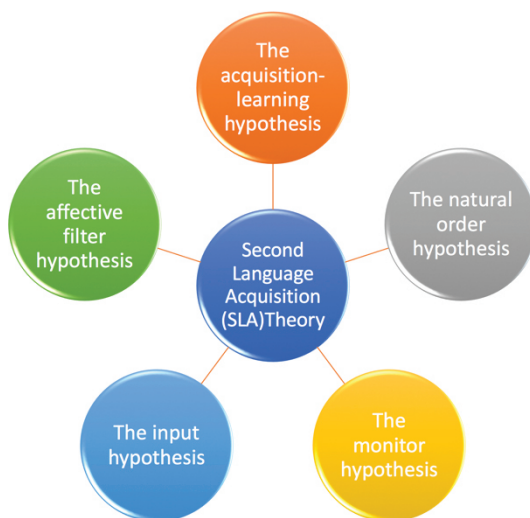 The
acquisition-
learning
hypothesis
The
affective
filter
hypothesis
The natural
order
hypothesis
Second
Language
Acquisition
(SLA)Theory
The input
hypothesis
The
monitor
hypothesis